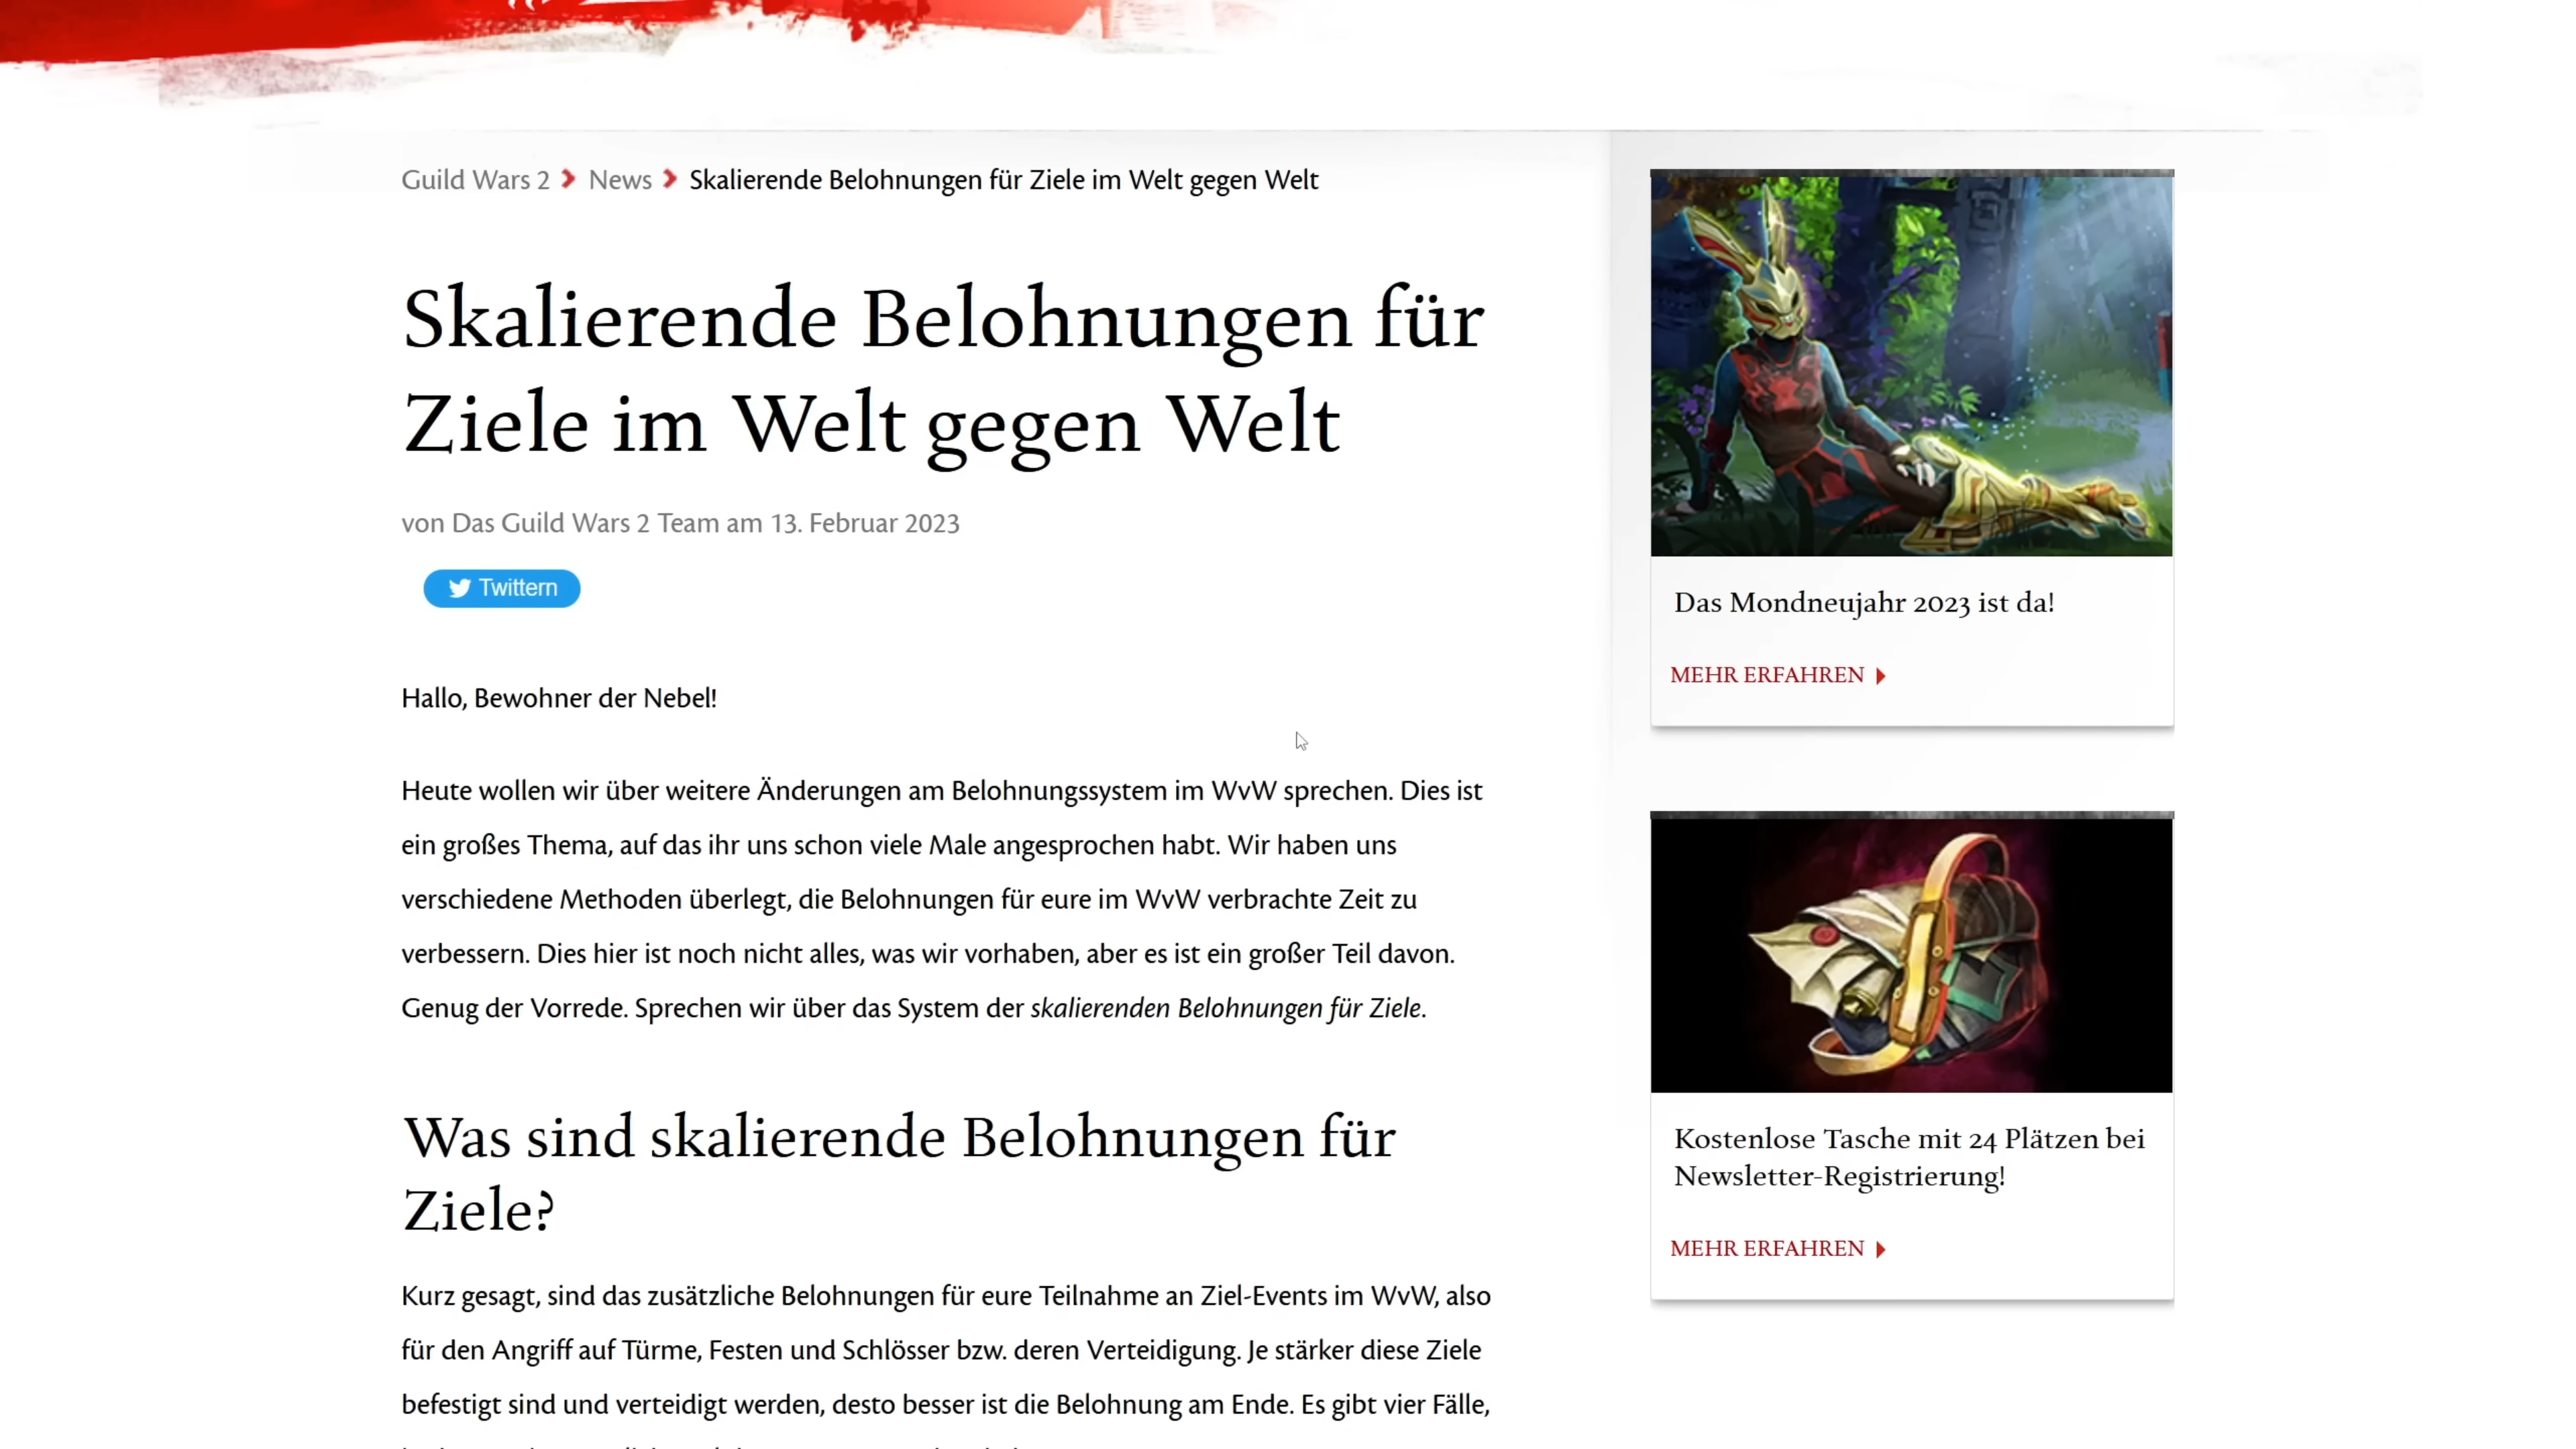 Guild Wars 2 News Skalierende Belohnungen für Ziele im Welt gegen Welt
Skalierende Belohnungen für
Ziele im Welt gegen Welt
von Das Guild Wars 2 Team am 13. Februar 2023
Twittern
Hallo, Bewohner der Nebel!
Heute wollen wir über weitere Änderungen am Belohnungssystem im WvW sprechen. Dies ist
ein großes Thema, auf das ihr uns schon viele Male angesprochen habt. Wir haben uns
verschiedene Methoden überlegt, die Belohnungen für eure im WvW verbrachte Zeit zu
verbessern. Dies hier ist noch nicht alles, was wir vorhaben, aber es ist ein großer Teil davon.
Genug der Vorrede. Sprechen wir über das System der skalierenden Belohnungen für Ziele.
Was sind skalierende Belohnungen für
Ziele?
Kurz gesagt, sind das zusätzliche Belohnungen für eure Teilnahme an Ziel-Events im WvW, also
für den Angriff auf Türme, Festen und Schlösser bzw. deren Verteidigung. Je stärker diese Ziele
befestigt sind und verteidigt werden, desto besser ist die Belohnung am Ende. Es gibt vier Fälle,
Das Mondneujahr 2023 ist da!
MEHR ERFAHREN
Kostenlose Tasche mit 24 Plätzen bei
Newsletter-Registrierung!
MEHR ERFAHREN